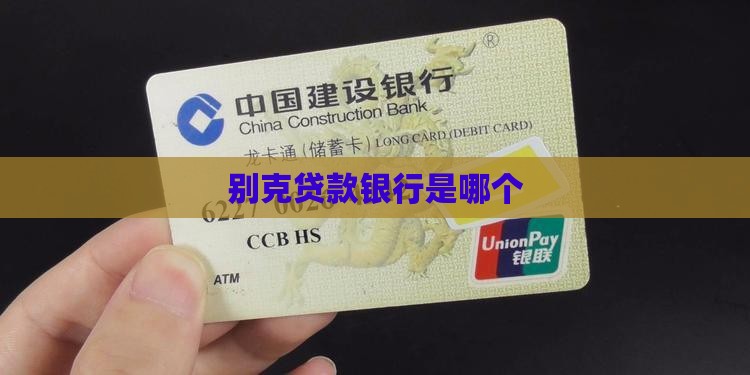 ®
中国建设银行
China Construction Bank
龙卡通(储蓄卡) LONG CARD (DEBIT CARD)
别克贷款银行是哪个
6227
CCB HS
UnionPay
银联
ATM